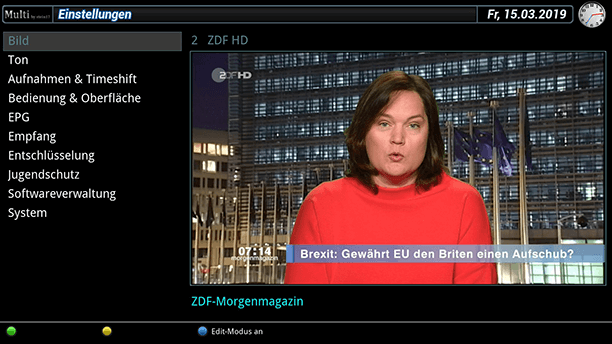 Multi
Einstellungen
Fr, 15.03.2019
Bild
Ton
Aufnahmen & Timeshift
Bedienung & Oberfläche
EPG
Empfang
Entschlüsselung
Jugendschutz
Softwareverwaltung
System
2 ZDF HD
ZDF HD
07:14
morgenmagazin
Brexit: Gewährt EU den Briten einen Aufschub?
ZDF-Morgenmagazin
Edit-Modus an